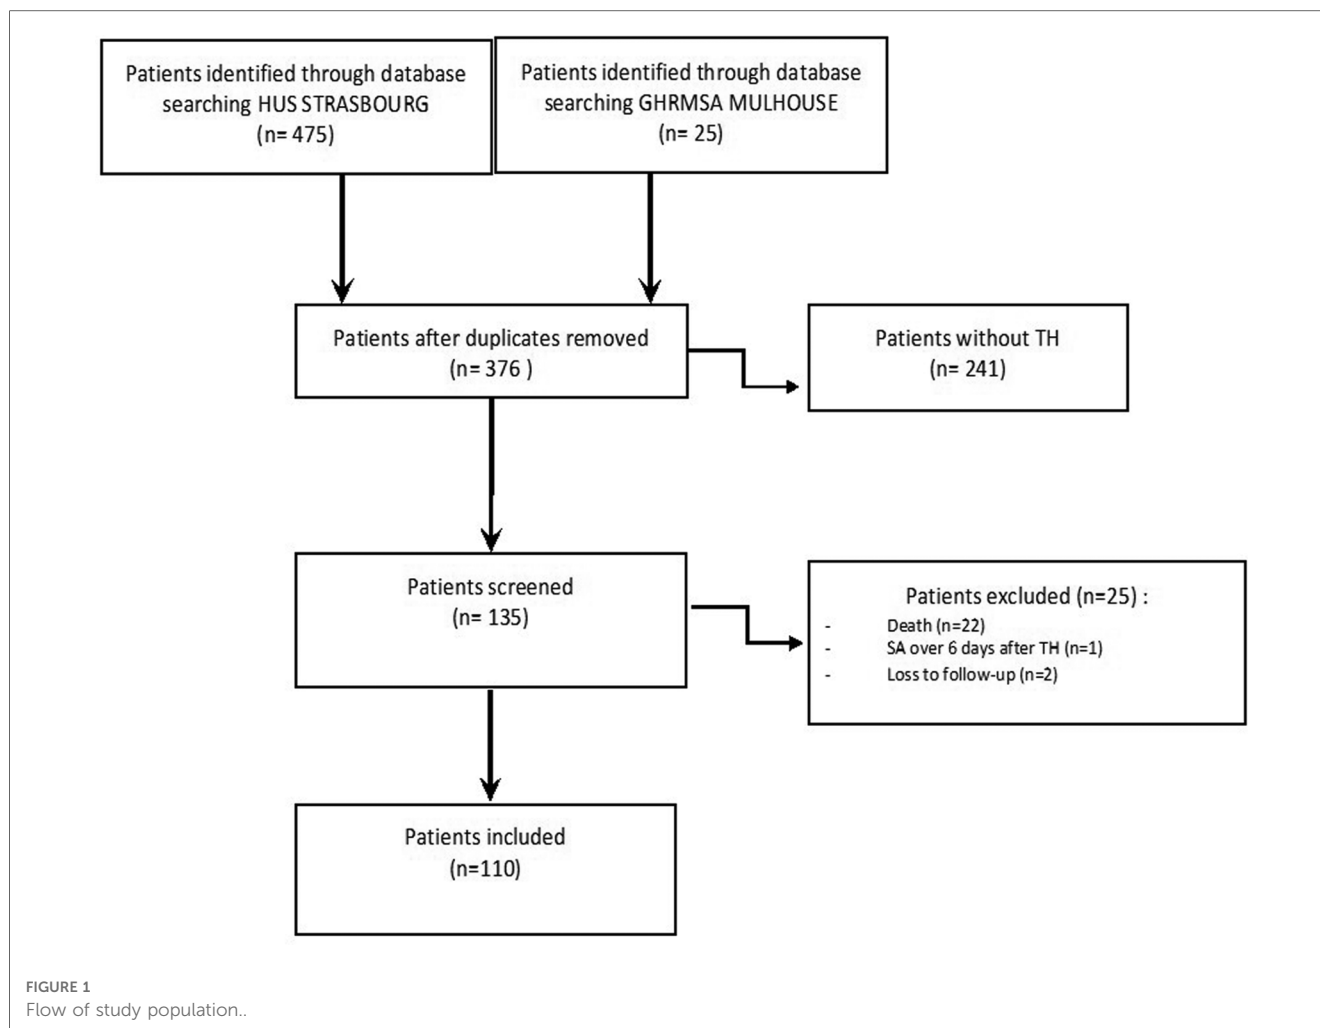 Patients identified through database
searching HUS STRASBOURG
(n= 475)
Patients identified through database
searching GHRMSA MULHOUSE
(n= 25)
Patients after duplicates removed
(n= 376 )
Patients without TH
(n= 241)
Patients screened
(n= 135)
Patients excluded (n=25) :
- Death (n=22)
- SA over 6 days after TH (n=1)
- Loss to follow-up (n=2)
Patients included
(n=110)
FIGURE 1
Flow of study population..